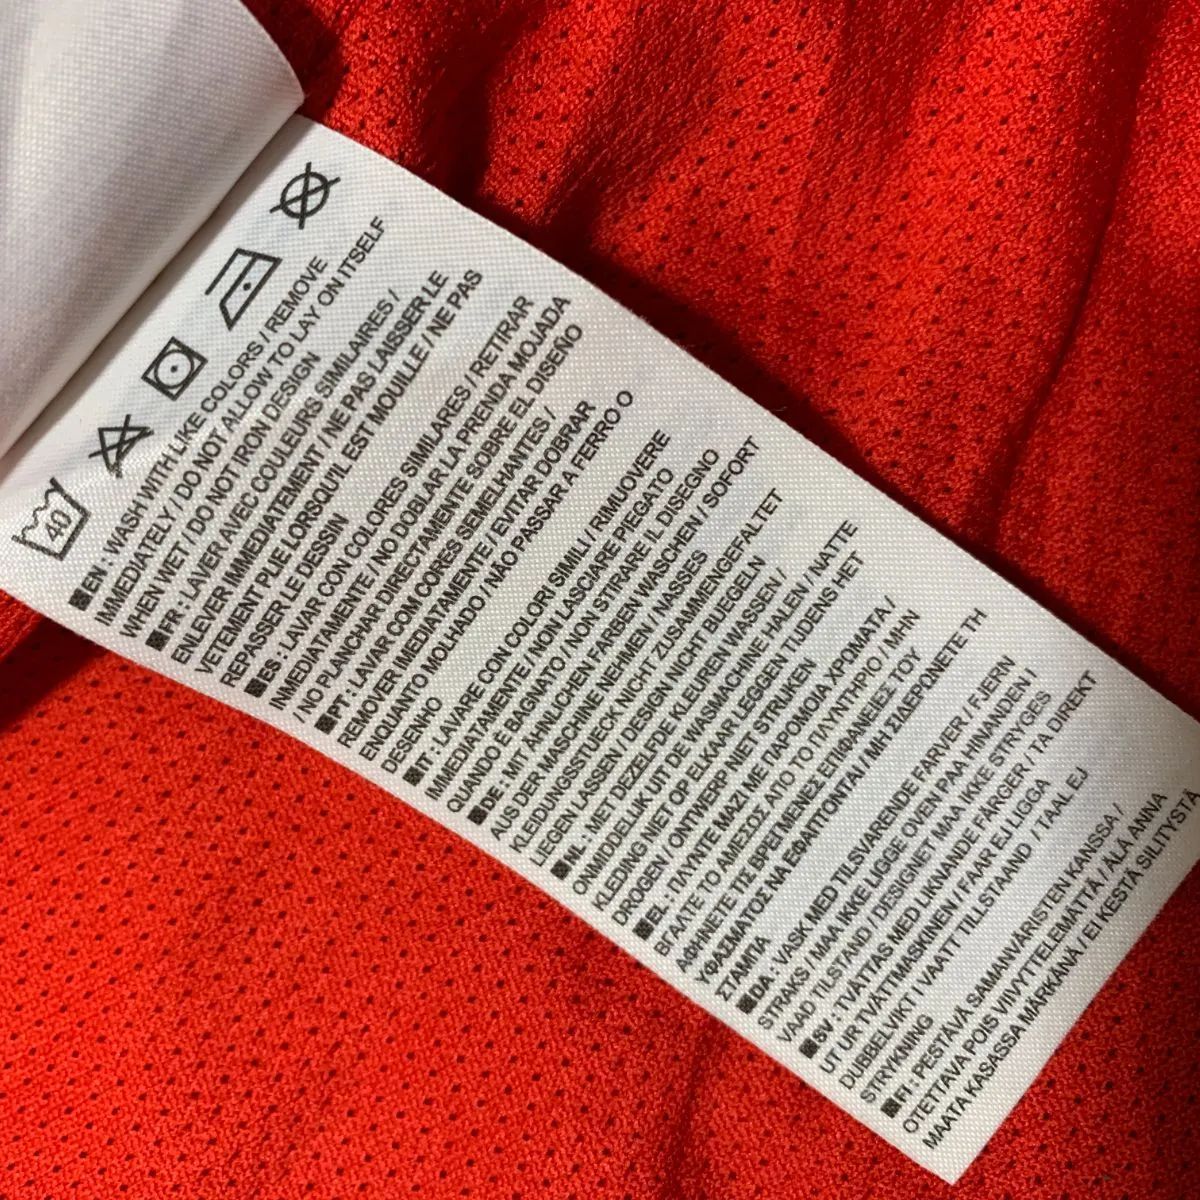 40
EN : WASH WITH LIKE COLORS / REMOVE
IMMEDIATELY / DO NOT ALLOW TO LAY ON ITSELF
WHEN WET / DO NOT IRON DESIGN
FR : LAVER AVEC COULEURS SIMILAIRES /
ENLEVER IMMEDIATEMENT / NE PAS LAISSER LE
VETEMENT PLIE LORSQU'IL EST MOUILLE / NE PAS
REPASSER LE DESSIN
ES : LAVAR CON COLORES SIMILARES / RETIRAR
INMEDIATAMENTE / NO DOBLAR LA PRENDA MOJADA
/ NO PLANCHAR DIRECTAMENTE SOBRE EL DISENO
PT : LAVAR COM CORES SEMELHANTES /
REMOVER IMEDIATAMENTE / EVITAR DOBRAR
ENQUANTO MOLHADO / NÃO PASSAR A FERRO O
DESENHO
IT : LAVARE CON COLORI SIMILI / RIMUOVERE
IMMEDIATAMENTE / NON LASCIARE PIEGATO
QUANDO E BAGNATO / NON STIRARE IL DISEGNO
DE : MIT AHNLICHEN FARBEN WASCHEN / SOFORT
AUS DER MASCHINE NEHMEN / NASSES
KLEIDUNGSSTUECK NICHT ZUSAMMENGEFALTET
LIEGEN LASSEN / DESIGN NICHT BUEGELN
NL : MET DEZELFDE KLEUREN WASSEN /
ONMIDDELIJK UIT DE WASMACHINE HALEN / NATTE
KLEDING NIET OP ELKAAR LEGGEN TIJDENS HET
DROGEN / ONTWERP NIET STRIJKEN
EL : ΠΛΥΝΤΕ ΜΑΖΙ ΜΕ ΠΑΡΟΜΟΙΑ ΧΡΩΜΑΤΑ /
ΒΓΑΛΤΕ ΤΟ ΑΜΕΣΩΣ ΑΠΟ ΤΟ ΠΛΥΝΤΗΡΙΟ / ΜΗΝ
ΑΦΗΝΕΤΕ ΤΙΣ ΒΡΕΓΜΕΝΕΣ ΕΠΙΦΑΝΕΙΕΣ ΤΟΥ
ΥΦΑΣΜΑΤΟΣ ΝΑ ΕΦΑΠΤΟΝΤΑΙ / ΜΗ ΣΙΔΕΡΩΝΕΤΕ ΤΗ
ΣΤΑΜΠΑ
DA : VASK MED TILSVARENDE FARVER / FJERN
STRAKS / MAA IKKE LIGGE OVEN PAA HINANDEN I
VAAD TILSTAND / DESIGNET MAA IKKE STRYGES
SV : TVÄTTAS MED LIKNANDE FÄRGER / TA DIREKT
UT UR TVÄTTMASKINEN / FAAR EJ LIGGA
DUBBELVIKT I VAATT TILLSTAAND / TAAL EJ
STRYKNING
FI : PESTÄVÄ SAMANVÄRISTEN KANSSA /
OTETTAVA POIS VIIVYTTELEMÄTTÄ / ÄLÄ ANNA
MAATA KASASSA MÄRKÄNÄ / EI KESTÄ SILITYSTÄ